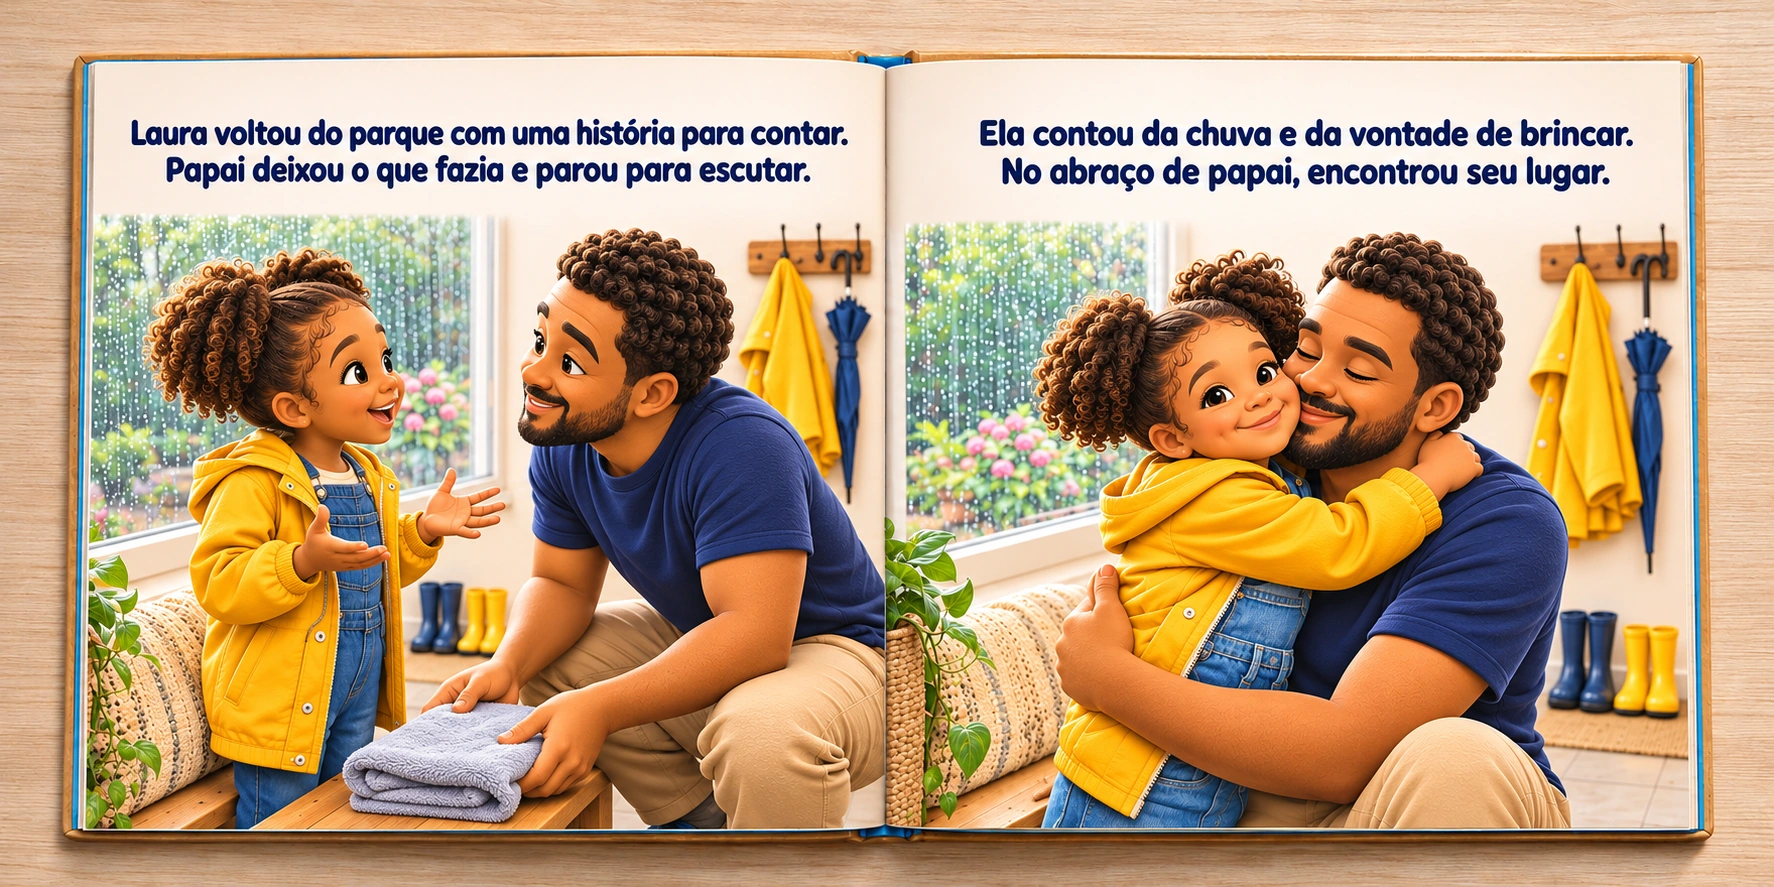 Laura voltou do parque com uma história para contar.
Papai deixou o que fazia e parou para escutar.
Ela contou da chuva e da vontade de brincar.
No abraço de papai, encontrou seu lugar.